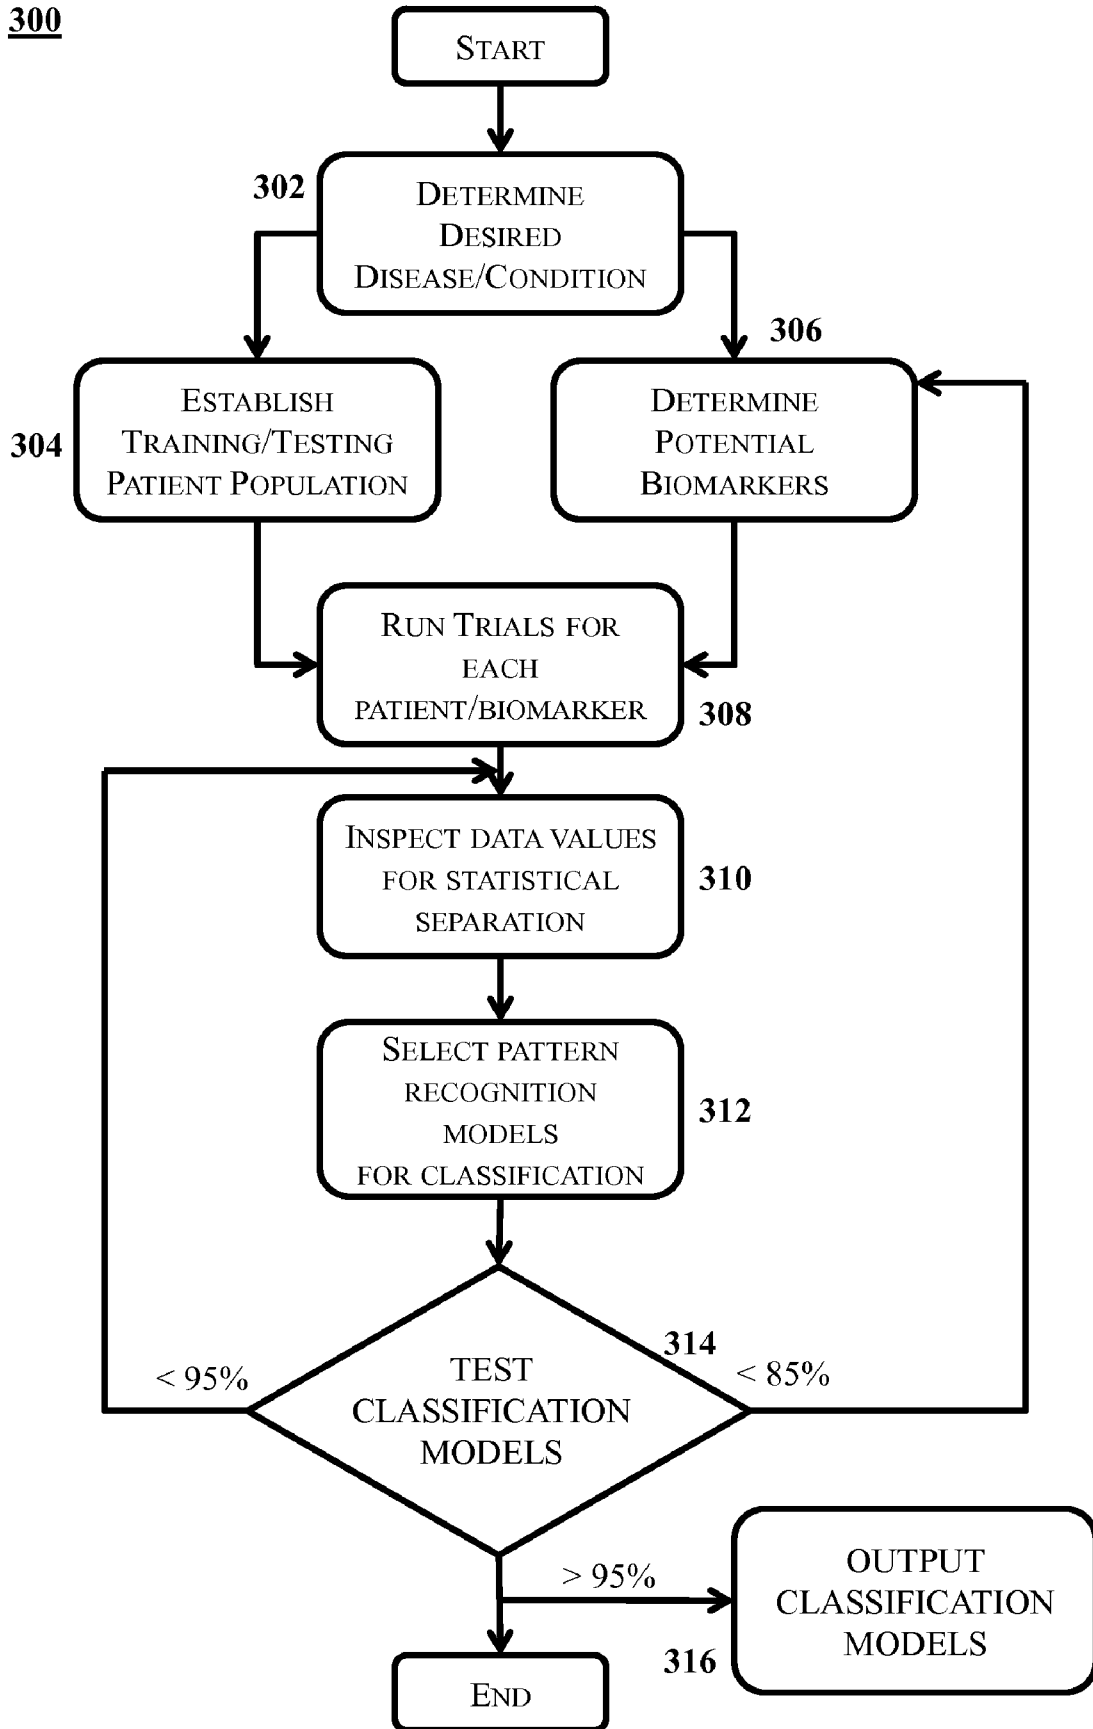 300
START
302
DETERMINE
DESIRED
DISEASE/CONDITION
306
304
ESTABLISH
TRAINING/TESTING
PATIENT POPULATION
DETERMINE
POTENTIAL
BIOMARKERS
RUN TRIALS FOR
EACH
PATIENT/BIOMARKER
308
INSPECT DATA VALUES
FOR STATISTICAL
SEPARATION
310
SELECT PATTERN
RECOGNITION
MODELS
FOR CLASSIFICATION
312
314
< 95%
TEST
CLASSIFICATION
MODELS
< 85%
> 95%
OUTPUT
CLASSIFICATION
MODELS
316
END